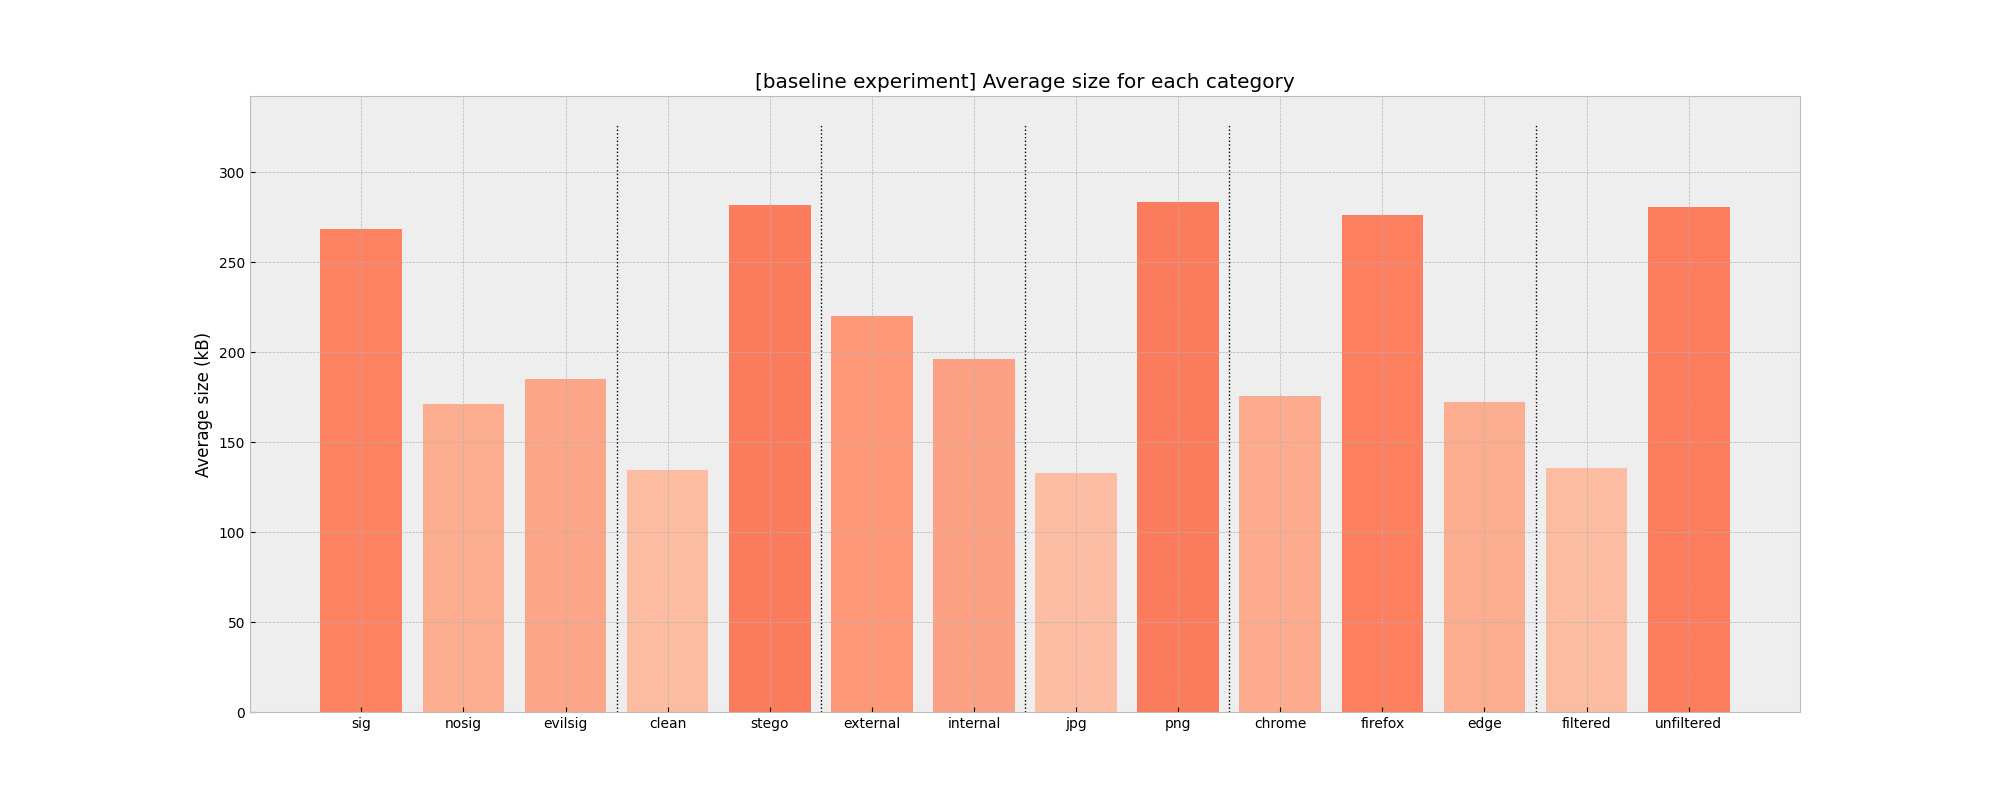 [baseline experiment] Average size for each category
Average size (kB)
300
250
200
150
100
50
0
sig nosig evilsig clean stego external internal jpg png chrome firefox edge filtered unfiltered